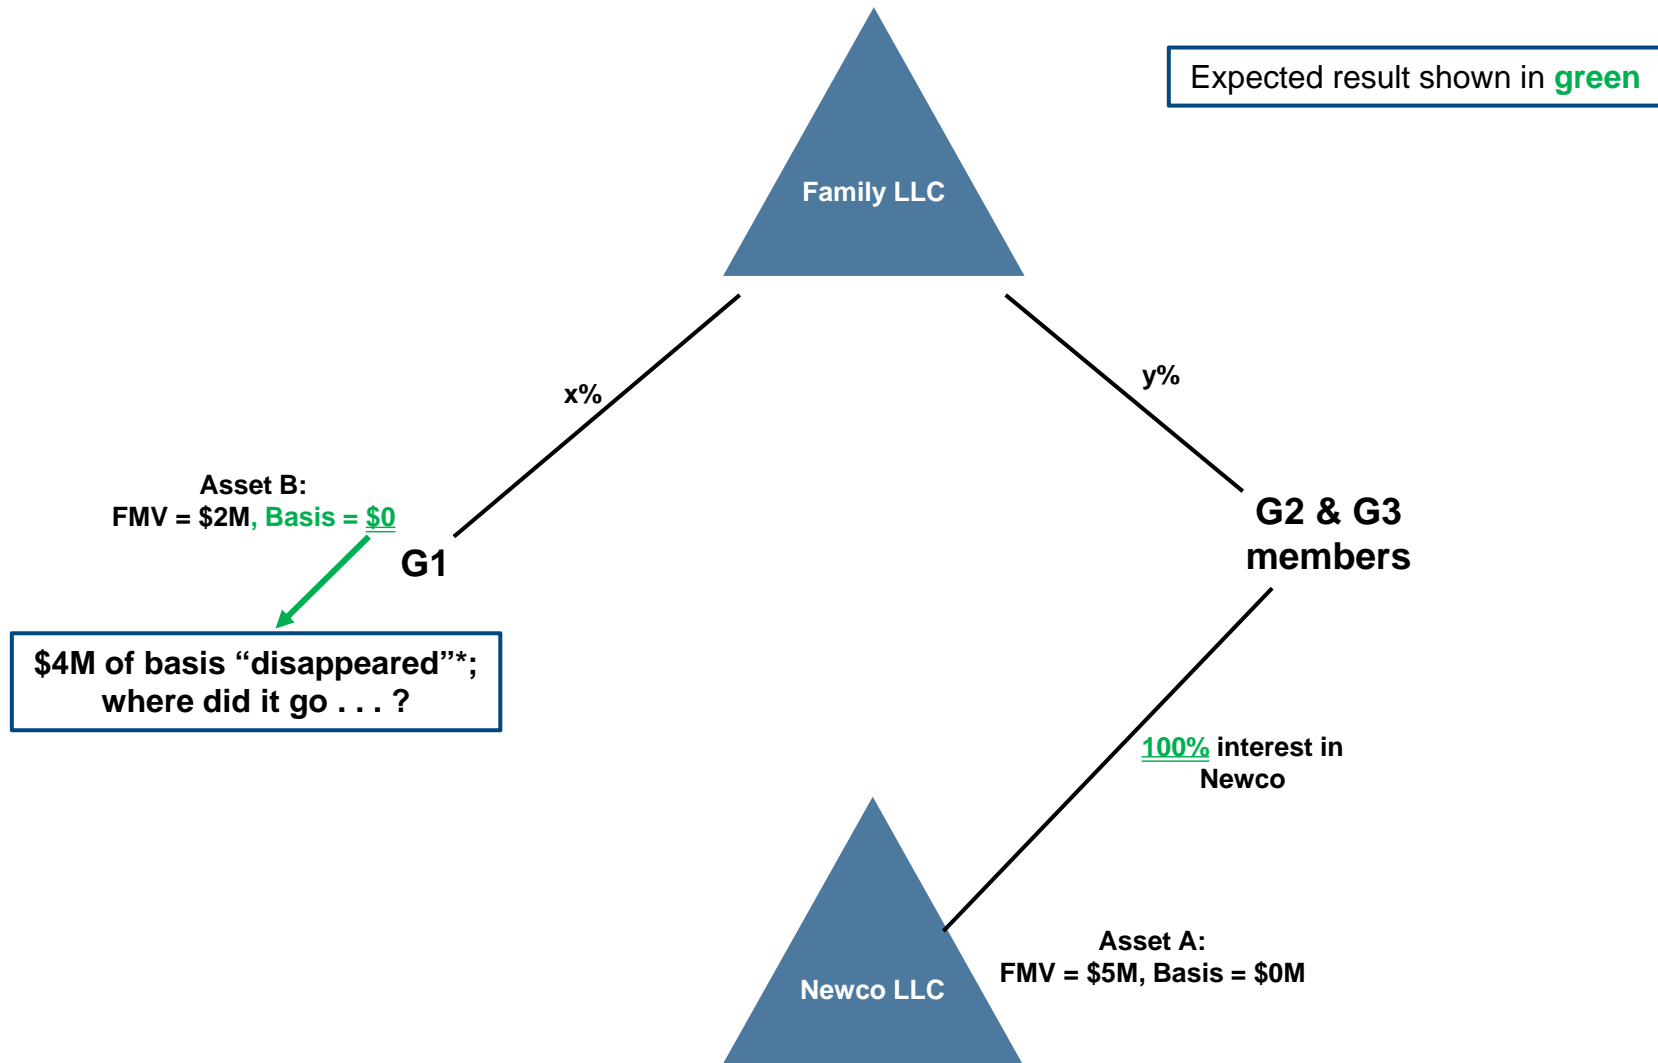 Expected result shown in green
Family LLC
x%
y%
Asset B:
FMV = $2M, Basis = $0
G1
G2 & G3
members
$4M of basis “disappeared”*;
where did it go . . . ?
100% interest in
Newco
Asset A:
FMV = $5M, Basis = $0M
Newco LLC